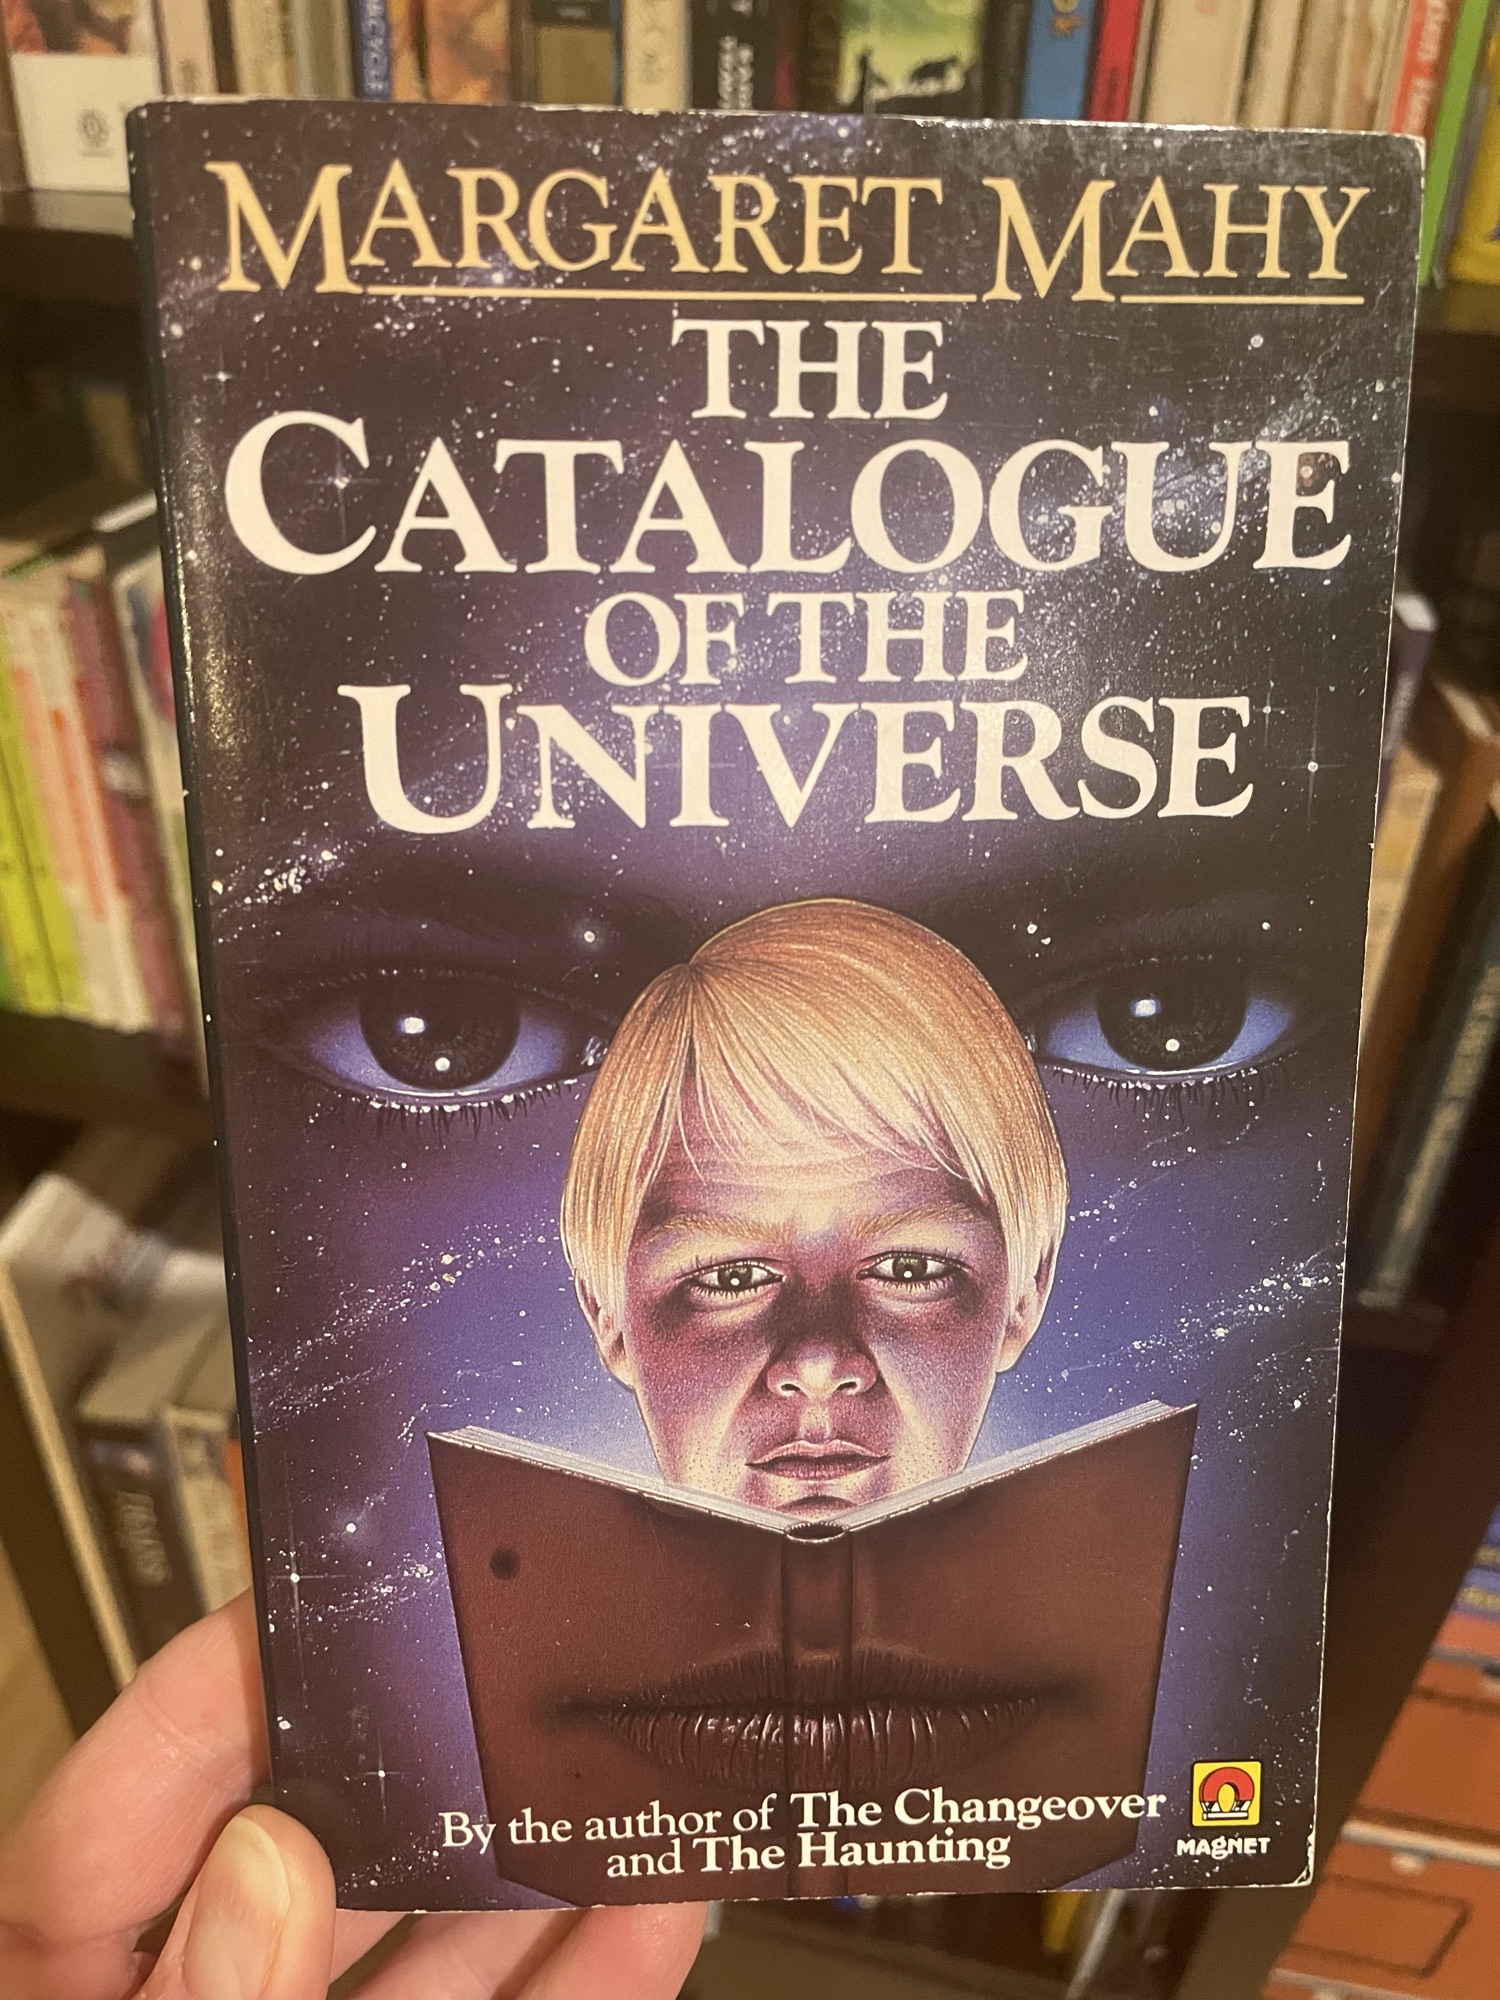 MARGARET MAHY
THE
CATALOGUE
OF THE
UNIVERSE
By the author of The Changeover
and The Haunting
MAGNET